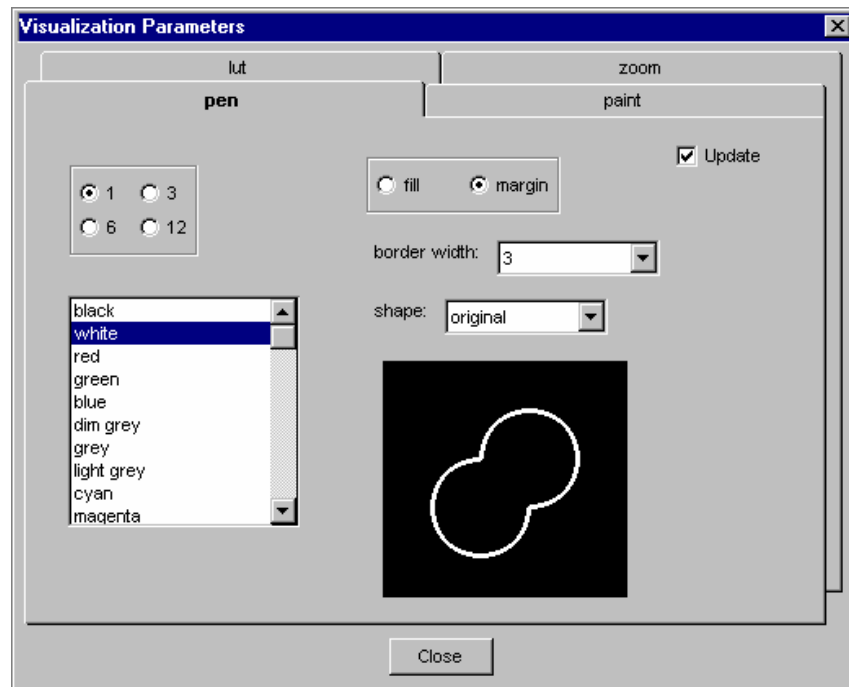 Visualization Parameters
lut
zoom
pen
paint
Update
1
3
6
12
fill
margin
border width:
3
black
white
red
green
blue
dim grey
grey
light grey
cyan
magenta
shape:
original
Close